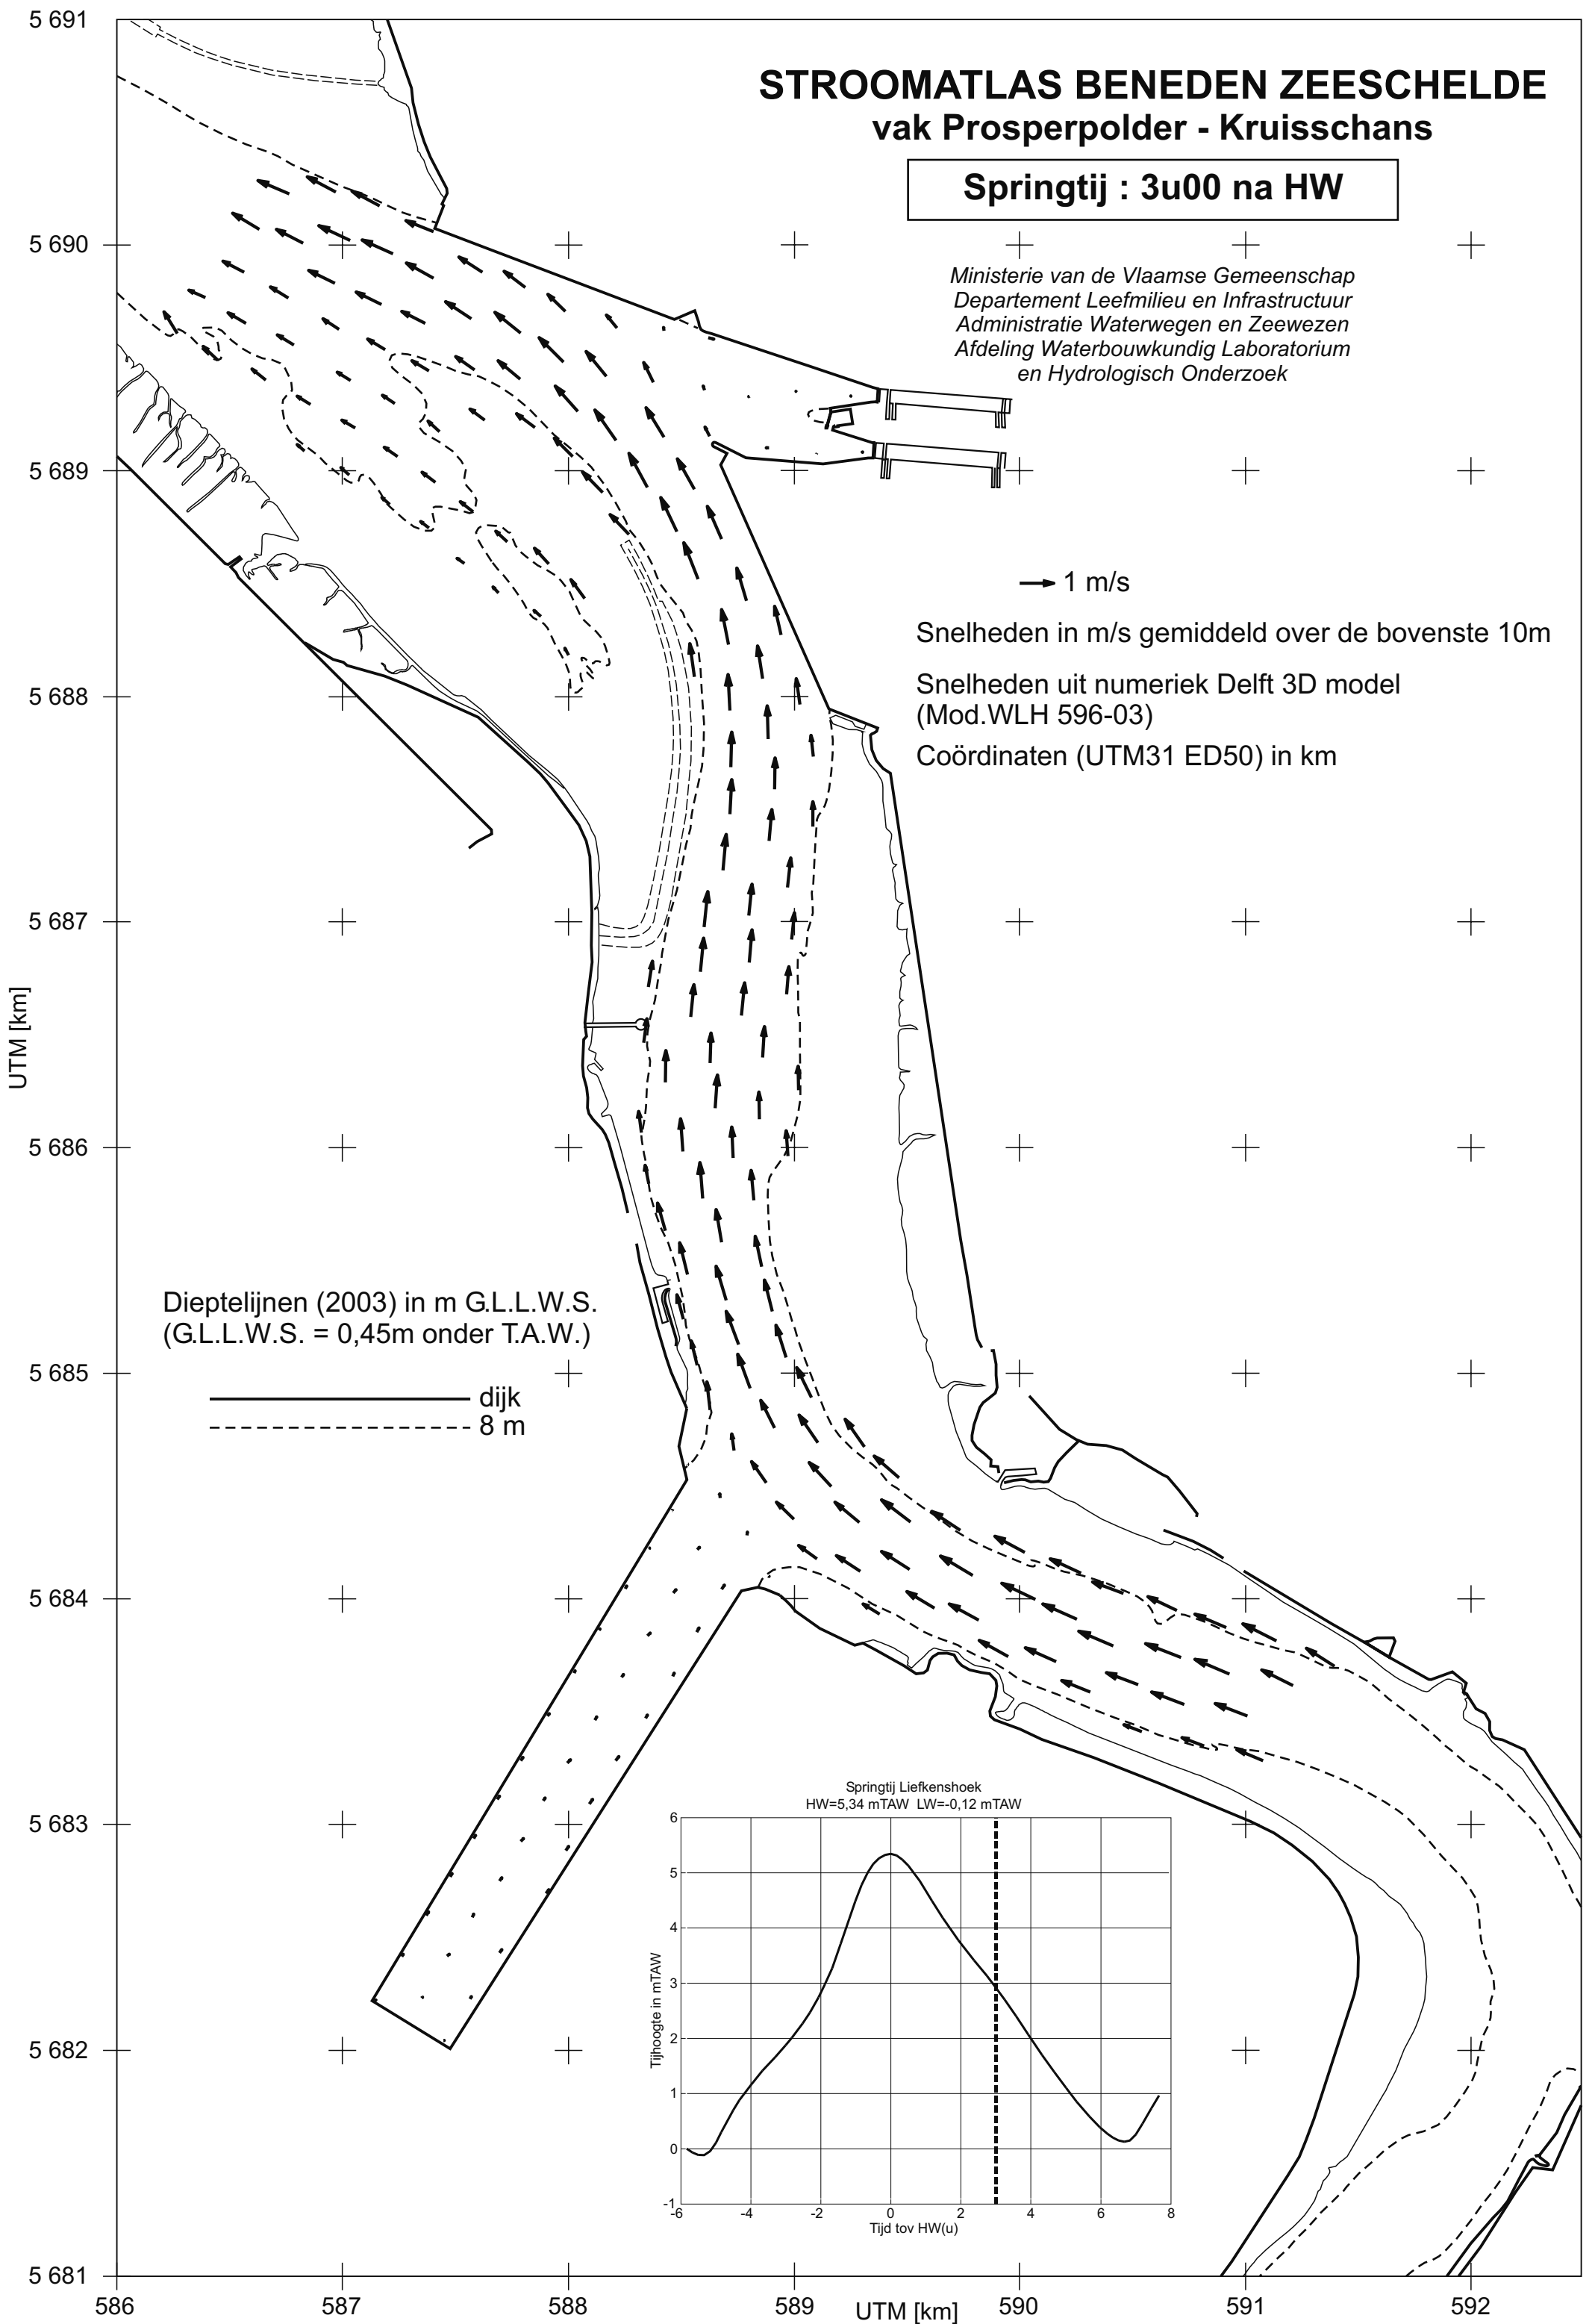 STROOMATLAS BENEDEN ZEESCHELDE
vak Prosperpolder - Kruisschans
Springtij : 3u00 na HW
Ministerie van de Vlaamse Gemeenschap
Departement Leefmilieu en Infrastructuur
Administratie Waterwegen en Zeewezen
Afdeling Waterbouwkundig Laboratorium
en Hydrologisch Onderzoek
1 m/s
Snelheden in m/s gemiddeld over de bovenste 10m
Snelheden uit numeriek Delft 3D model
(Mod.WLH 596-03)
Coördinaten (UTM31 ED50) in km
Dieptelijnen (2003) in m G.L.L.W.S.
(G.L.L.W.S. = 0,45m onder T.A.W.)
dijk
8 m
5 691
5 690
5 689
5 688
5 687
5 686
5 685
5 684
5 683
5 682
5 681
UTM [km]
Springtij Liefkenshoek
HW=5,34 mTAW LW=-0,12 mTAW
6
5
4
3
2
1
0
-1
Tijhoogte in mTAW
-6 -4 -2 0 2 4 6 8
Tijd tov HW(u)
586 587 588 589 590 591 592
UTM [km]